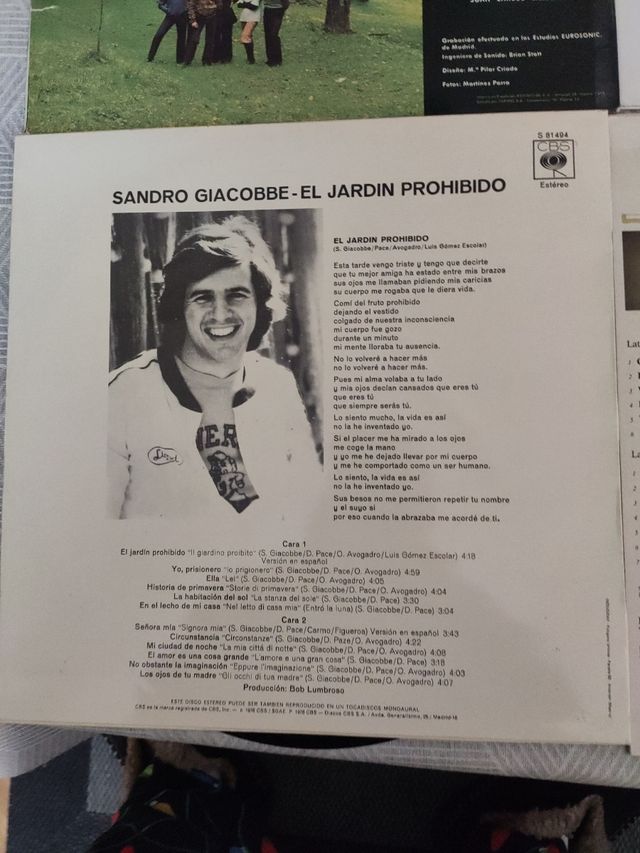 Grabación efectuada en los Estudios EUROSONIC,
de Madrid.
Ingeniero de Sonido: Brian Stott
Diseño: M.ª Pilar Criado
Fotos: Martínez Parra
S 81494
CBS
Estéreo
SANDRO GIACOBBE - EL JARDIN PROHIBIDO
EL JARDIN PROHIBIDO
(S. Giacobbe/Pace/Avogadro/Luis Gómez Escolar)
Esta tarde vengo triste y tengo que decirte
que tu mejor amiga ha estado entre mis brazos
sus ojos me llamaban pidiendo mis caricias
su cuerpo me rogaba que le diera vida.
Comí del fruto prohibido
dejando el vestido
colgado de nuestra inconsciencia
mi cuerpo fue gozo
durante un minuto
mi mente lloraba tu ausencia.
No lo volveré a hacer más
no lo volveré a hacer más.
Pues mi alma volaba a tu lado
y mis ojos decían cansados que eres tú
que eres tú
que siempre serás tú.
Lo siento mucho, la vida es así
no la he inventado yo.
Si el placer me ha mirado a los ojos
me coge la mano
y yo me he dejado llevar por mi cuerpo
y me he comportado como un ser humano.
Lo siento, la vida es así
no la he inventado yo.
Sus besos no me permitieron repetir tu nombre
y el suyo si
por eso cuando la abrazaba me acordé de ti.
Cara 1
El jardín prohibido "Il giardino proibito" (S. Giacobbe/D. Pace/O. Avogadro/Luis Gómez Escolar) 4:18
Versión en español
Yo, prisionero "Io prigionero" (S. Giacobbe/D. Pace/O. Avogadro) 4:59
Ella "Lei" (S. Giacobbe/D. Pace/O. Avogadro) 4:05
Historia de primavera "Storie di primavera" (S. Giacobbe/D. Pace/O. Avogadro) 4:04
La habitación del sol "La stanza del sole" (S. Giacobbe/D. Pace) 3:30
En el lecho de mi casa "Nel letto di casa mia" (Entró la luna) (S. Giacobbe/D. Pace) 3:04
Cara 2
Señora mía "Signora mia" (S. Giacobbe/D. Pace/Carmo/Figueroa) Versión en español 3:43
Circunstancia "Circonstanze" (S. Giacobbe/D. Paze/O. Avogadro) 4:22
Mi ciudad de noche "La mia città di notte" (S. Giacobbe/D. Pace/O. Avogadro) 4:08
El amor es una cosa grande "L'amore e una gran cosa" (S. Giacobbe/D. Pace) 3:18
No obstante la imaginación "Eppure l'imaginazione" (S. Giacobbe/D. Pace/O. Avogadro) 4:03
Los ojos de tu madre "Gli occhi di tua madre" (S. Giacobbe/D. Pace/O. Avogadro) 4:07
Producción: Bob Lumbroso
ESTE DISCO ESTEREO PUEDE SER TAMBIEN REPRODUCIDO EN UN TOCADISCOS MONOAURAL